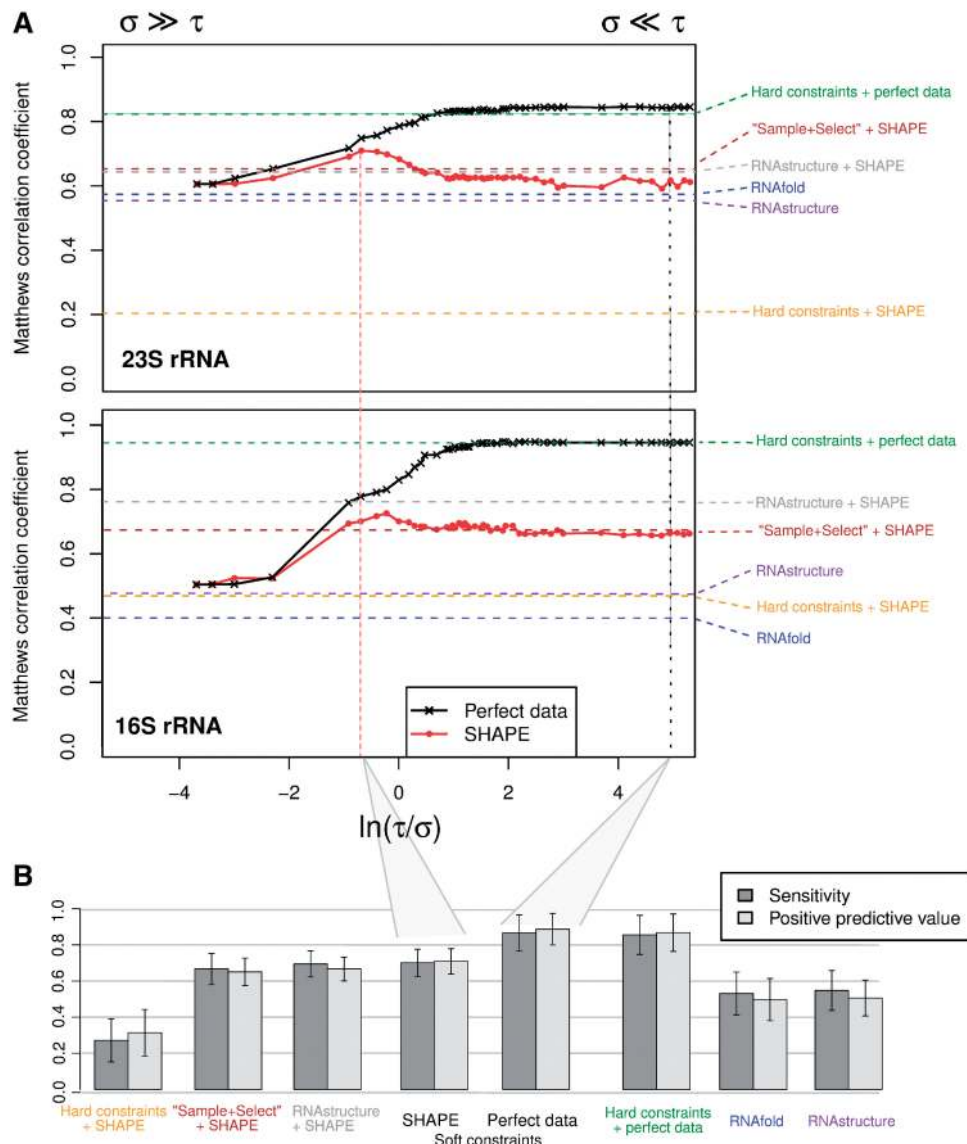 A
σ ≫ τ
σ ≪ τ
Matthews correlation coefficient
1.0
0.8
0.6
0.4
0.2
0.0
23S rRNA
Hard constraints + perfect data
"Sample+Select" + SHAPE
RNAstructure + SHAPE
RNAfold
RNAstructure
Hard constraints + SHAPE
Matthews correlation coefficient
1.0
0.8
0.6
0.4
0.2
0.0
16S rRNA
Perfect data
SHAPE
Hard constraints + perfect data
RNAstructure + SHAPE
"Sample+Select" + SHAPE
RNAstructure
Hard constraints + SHAPE
RNAfold
−4
−2
0
2
4
ln(τ/σ)
B
Sensitivity
Positive predictive value
1.0
0.8
0.6
0.4
0.2
0.0
Hard constraints
+ SHAPE
"Sample+Select"
+ SHAPE
RNAstructure
+ SHAPE
SHAPE
Perfect data
Soft constraints
Hard constraints
+ perfect data
RNAfold
RNAstructure